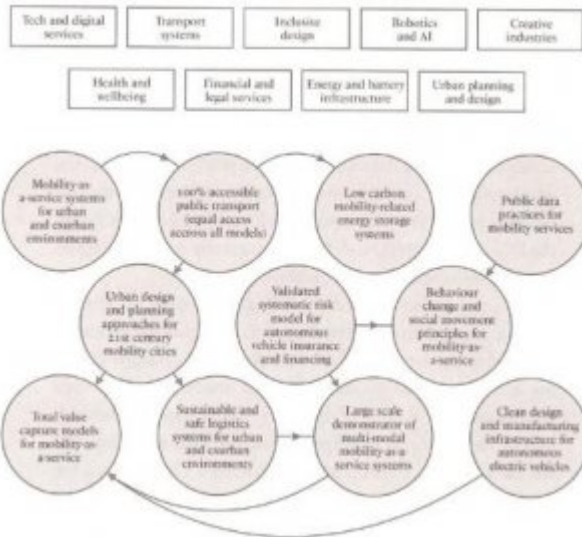 Tech and digital
services
Transport
systems
Inclusive
design
Robotics
and AI
Creative
industries
Health and
wellbeing
Financial and
legal services
Energy and battery
infrastructure
Urban planning
and design
Mobility-as-
a-service systems
for urban
and exurban
environments
100% accessible
public transport
(equal access
accross all models)
Low carbon
mobility-related
energy storage
systems
Public data
practices for
mobility services
Urban design
and planning
approaches for
21st century
mobility cities
Validated
systematic risk
model for
autonomous
vehicle insurance
and financing
Behaviour
change and
social movement
principles for
mobility-as-
a-service
Total value
capture models
for mobility-as-
a-service
Sustainable and
safe logistics
systems for urban
and exurban
environments
Large scale
demonstrator of
multi-modal
mobility-as-a
service systems
Clean design
and manufacturing
infrastructure for
autonomous
electric vehicles